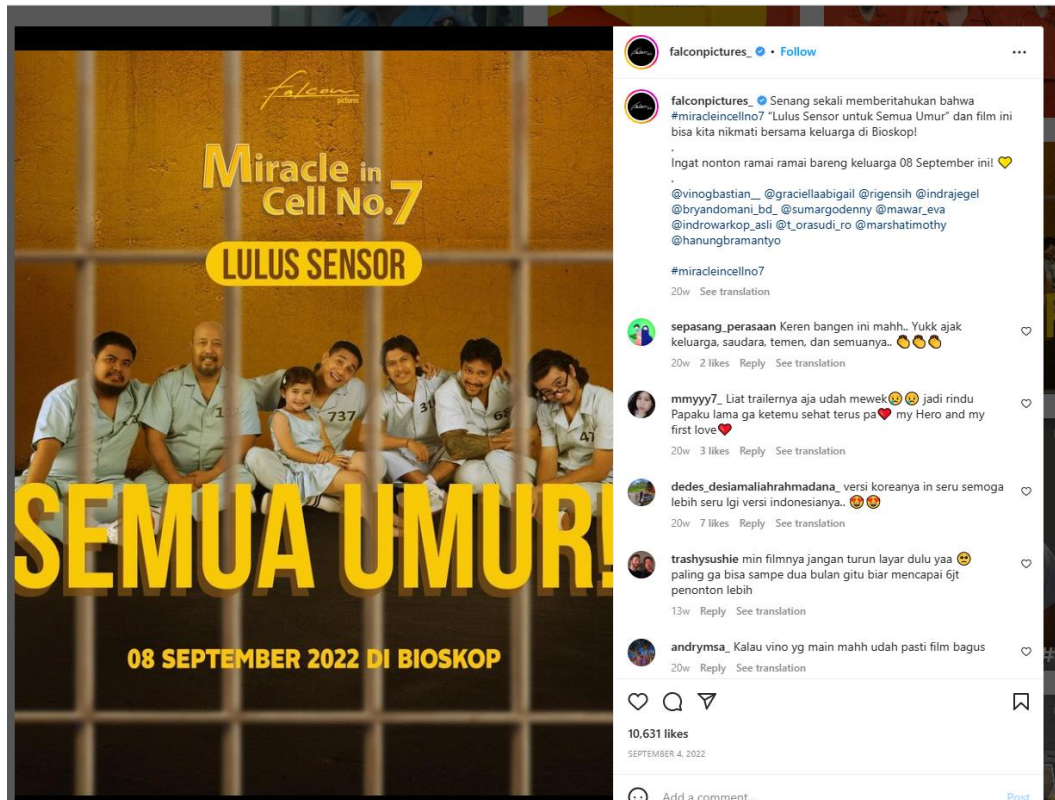 falcon
pictures
Miracle in
Cell No.7
LULUS SENSOR
737
SEMUA UMUR!
08 SEPTEMBER 2022 DI BIOSKOP
falconpictures_ • Follow
falconpictures_ Senang sekali memberitahukan bahwa
#miracleincellno7 "Lulus Sensor untuk Semua Umur" dan film ini
bisa kita nikmati bersama keluarga di Bioskop!
.
Ingat nonton ramai ramai bareng keluarga 08 September ini! 💛
.
@vinogbastian__ @graciellaabigail @rigensih @indrajegel
@bryandomani_bd_ @sumargodenny @mawar_eva
@indrowarkop_asli @t_orasudi_ro @marshatimothy
@hanungbramantyo
#miracleincellno7
20w See translation
sepasang_perasaan Keren bangen ini mahh.. Yukk ajak
keluarga, saudara, temen, dan semuanya.. 👏👏👏
20w 2 likes Reply See translation
mmyyy7_ Liat trailernya aja udah mewek😢😢 jadi rindu
Papaku lama ga ketemu sehat terus pa❤ my Hero and my
first love❤
20w 3 likes Reply See translation
dedes_desiamaliahrahmadana_ versi koreanya in seru semoga
lebih seru lgi versi indonesianya.. 😍😍
20w 7 likes Reply See translation
trashysushie min filmnya jangan turun layar dulu yaa 🥺
paling ga bisa sampe dua bulan gitu biar mencapai 6jt
penonton lebih
13w Reply See translation
andrymsa_ Kalau vino yg main mahh udah pasti film bagus
20w Reply See translation
10,631 likes
SEPTEMBER 4, 2022
Add a comment...
Post